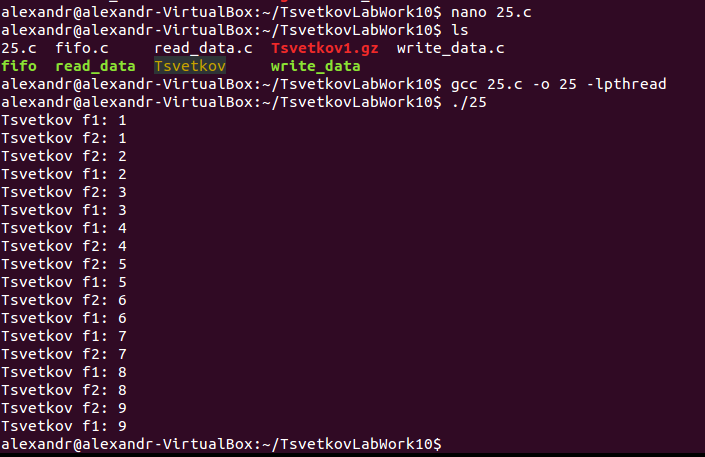 alexandr@alexandr-VirtualBox:~/TsvetkovLabWork10$ nano 25.c
alexandr@alexandr-VirtualBox:~/TsvetkovLabWork10$ ls
25.c  fifo.c     read_data.c  Tsvetkov1.gz  write_data.c
fifo  read_data  Tsvetkov     write_data
alexandr@alexandr-VirtualBox:~/TsvetkovLabWork10$ gcc 25.c -o 25 -lpthread
alexandr@alexandr-VirtualBox:~/TsvetkovLabWork10$ ./25
Tsvetkov f1: 1
Tsvetkov f2: 1
Tsvetkov f2: 2
Tsvetkov f1: 2
Tsvetkov f2: 3
Tsvetkov f1: 3
Tsvetkov f1: 4
Tsvetkov f2: 4
Tsvetkov f2: 5
Tsvetkov f1: 5
Tsvetkov f2: 6
Tsvetkov f1: 6
Tsvetkov f1: 7
Tsvetkov f2: 7
Tsvetkov f1: 8
Tsvetkov f2: 8
Tsvetkov f2: 9
Tsvetkov f1: 9
alexandr@alexandr-VirtualBox:~/TsvetkovLabWork10$